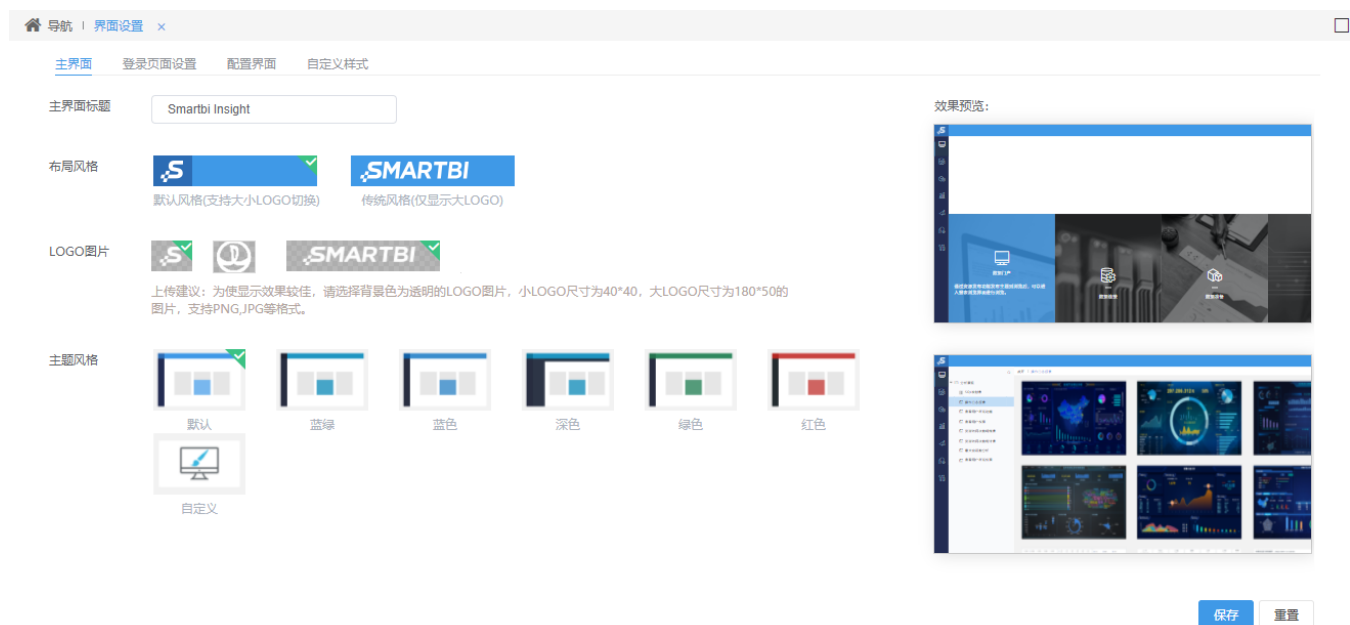 导航 界面设置 ×
主界面 登录页面设置 配置界面 自定义样式
主界面标题 Smartbi Insight 效果预览:
布局风格 S SMARTBI
默认风格(支持大小LOGO切换) 传统风格(仅显示大LOGO)
LOGO图片 S SMARTBI
上传建议：为使显示效果较佳，请选择背景色为透明的LOGO图片，小LOGO尺寸为40*40，大LOGO尺寸为180*50的
图片，支持PNG,JPG等格式。
主题风格
默认 蓝绿 蓝色 深色 绿色 红色
自定义
保存 重置